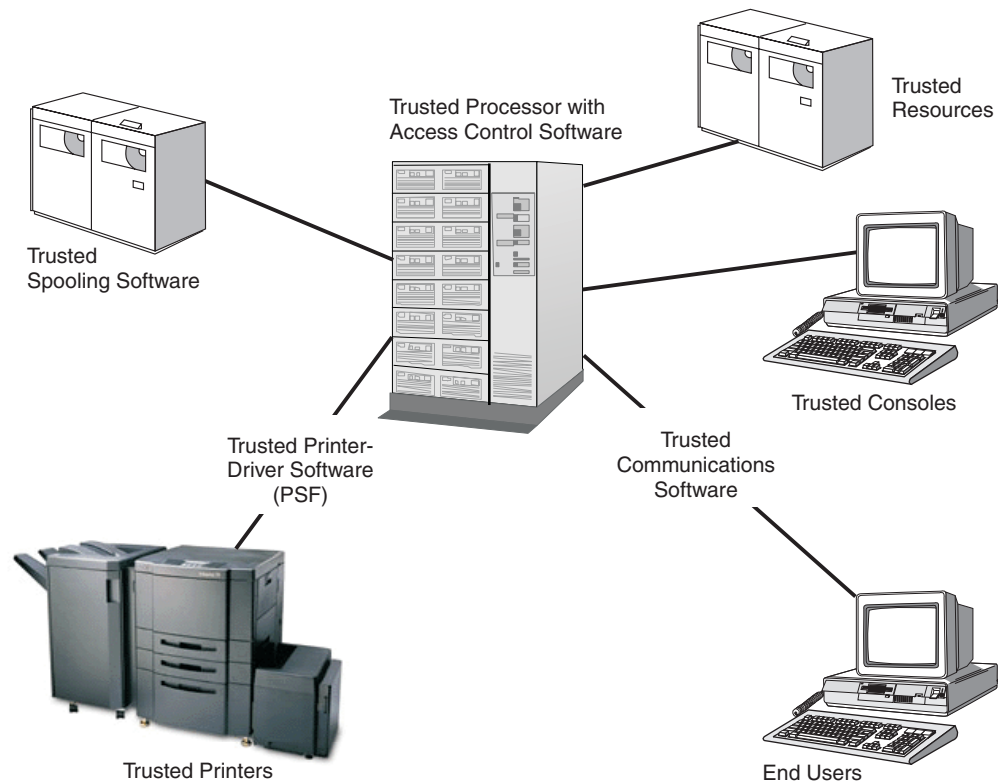 Trusted Processor with
Access Control Software
Trusted
Resources
Trusted
Spooling Software
Trusted Consoles
Trusted Printer-
Driver Software
(PSF)
Trusted
Communications
Software
Trusted Printers
End Users